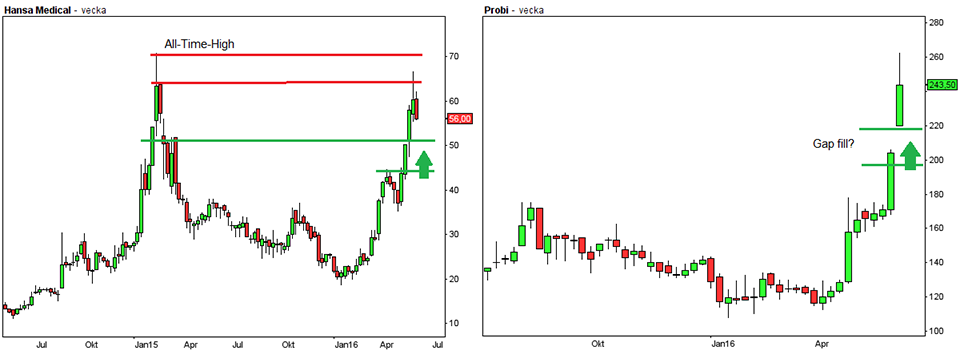 Hansa Medical - vecka
All-Time-High
70
60
56,00
50
40
30
20
10
Jul
Okt
Jan15
Apr
Jul
Okt
Jan16
Apr
Jul
Probi - vecka
280
260
243,50
220
Gap fill?
200
180
160
140
120
100
Okt
Jan16
Apr